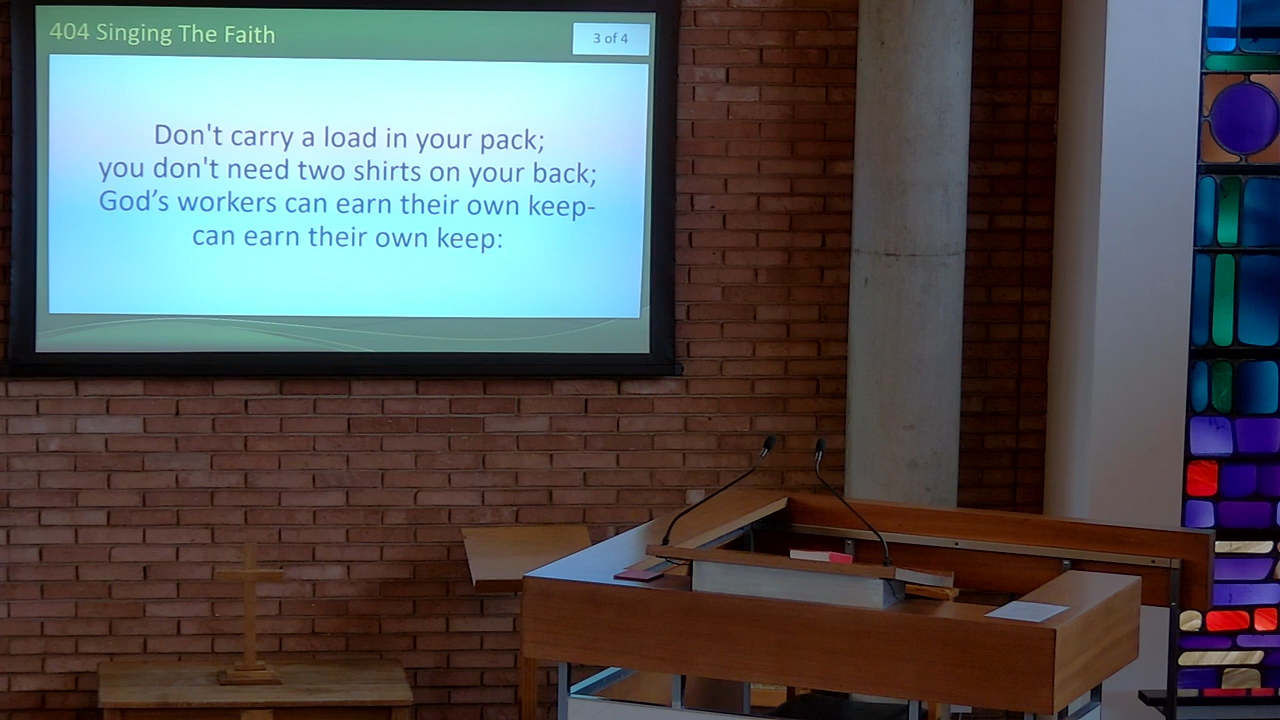 404 Singing The Faith
3 of 4
Don't carry a load in your pack;
you don't need two shirts on your back;
God’s workers can earn their own keep-
can earn their own keep: